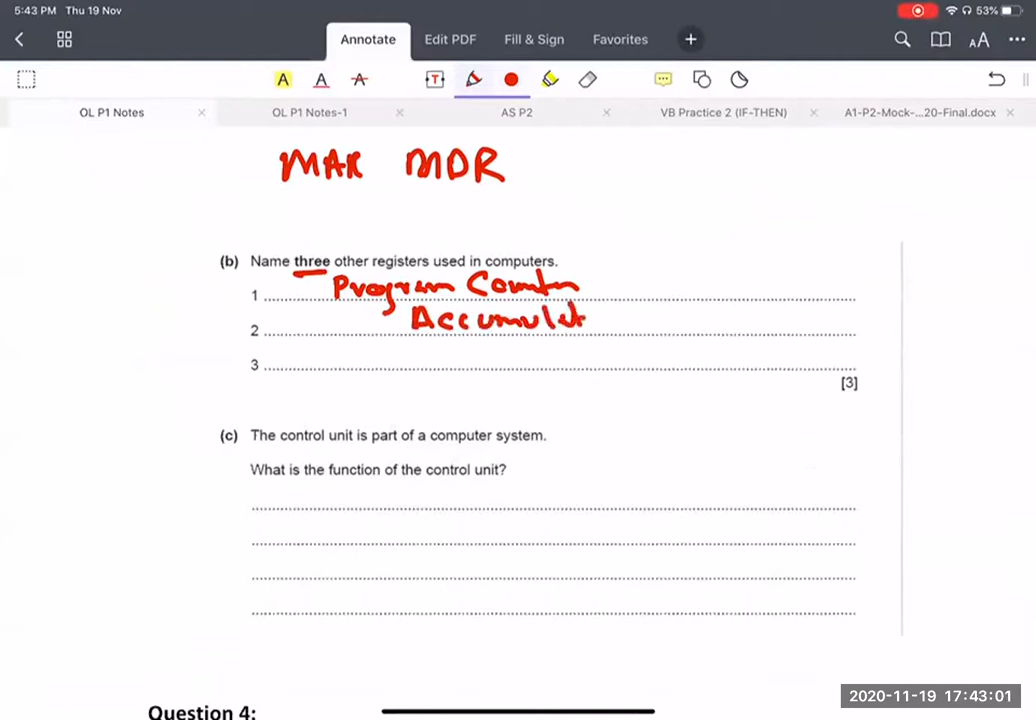 5:43 PM Thu 19 Nov 53%
Annotate Edit PDF Fill & Sign Favorites
OL P1 Notes OL P1 Notes-1 AS P2 VB Practice 2 (IF-THEN) A1-P2-Mock-...20-Final.docx
MAR MDR
(b) Name three other registers used in computers.
1 Program Counter
2 Accumulat
3
[3]
(c) The control unit is part of a computer system.
What is the function of the control unit?
Question 4:
2020-11-19 17:43:01